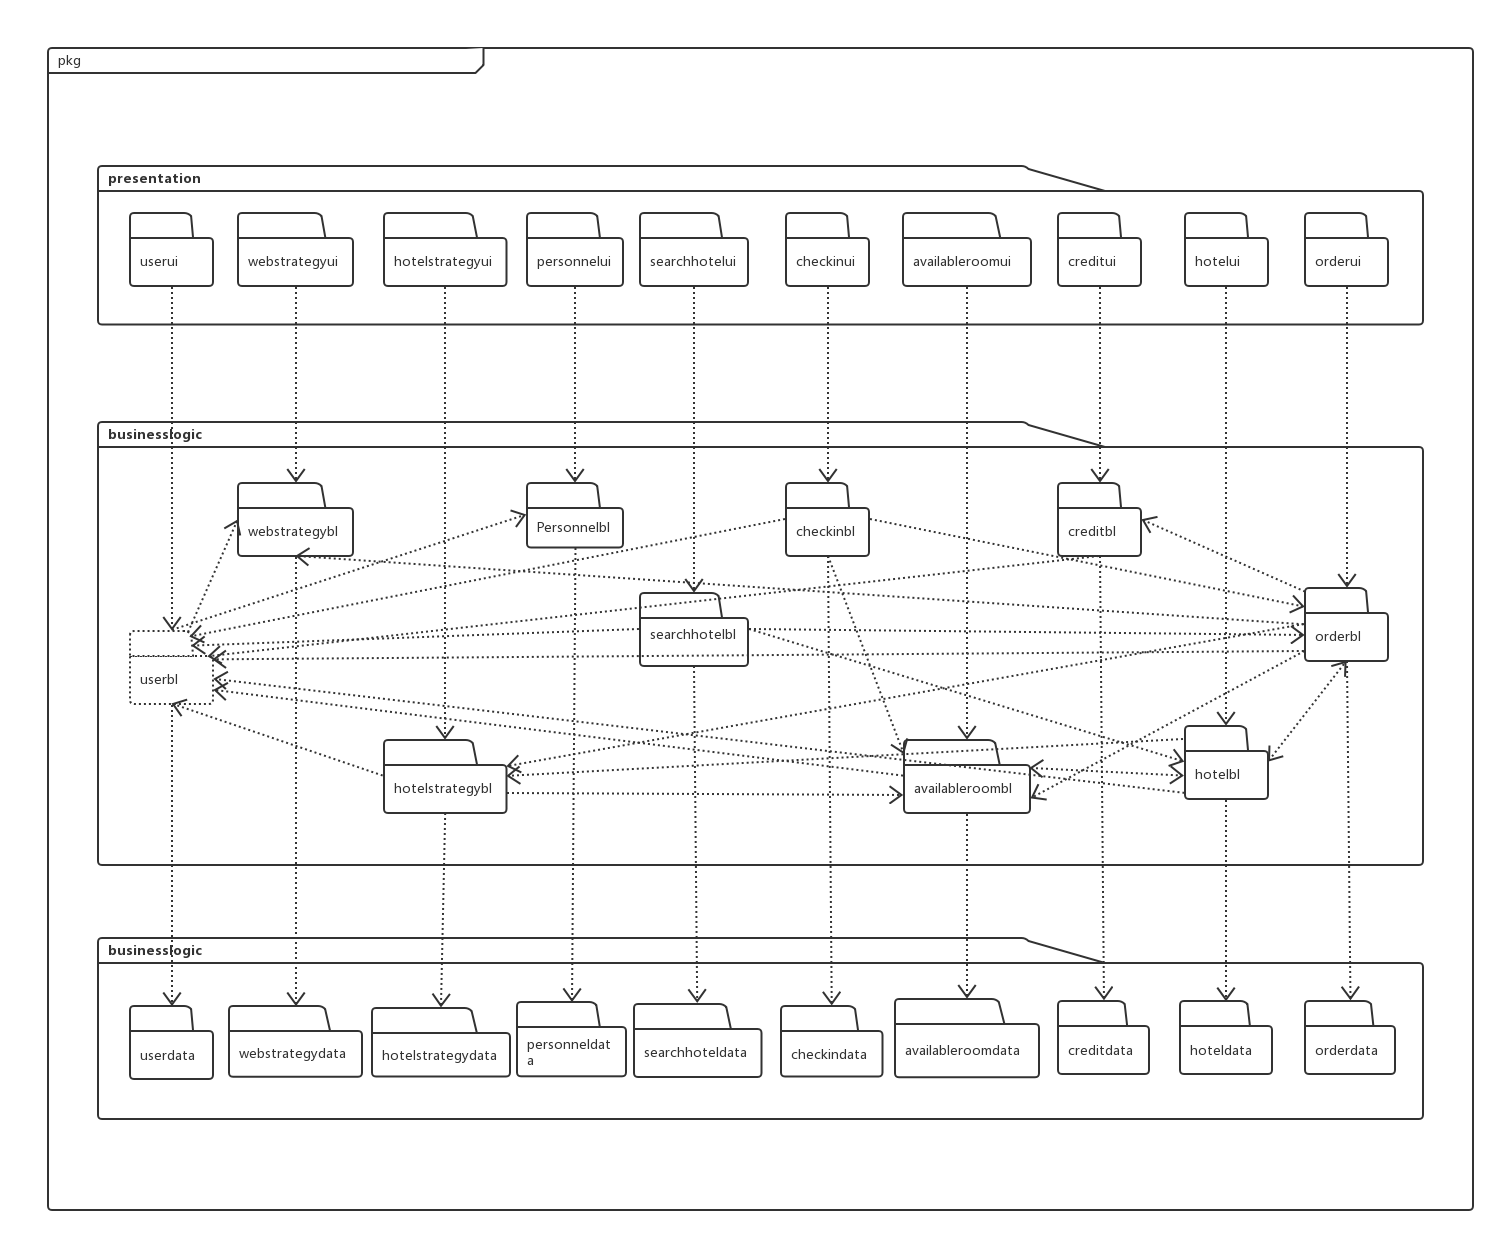 pkg
presentation
userui
webstrategyui
hotelstrategyui
personnelui
searchhotelui
checkinui
availableroomui
creditui
hotelui
orderui
businesslogic
webstrategybl
Personnelbl
checkinbl
creditbl
searchhotelbl
orderbl
userbl
hotelstrategybl
availableroombl
hotelbl
businesslogic
userdata
webstrategydata
hotelstrategydata
personneldat
a
searchhoteldata
checkindata
availableroomdata
creditdata
hoteldata
orderdata